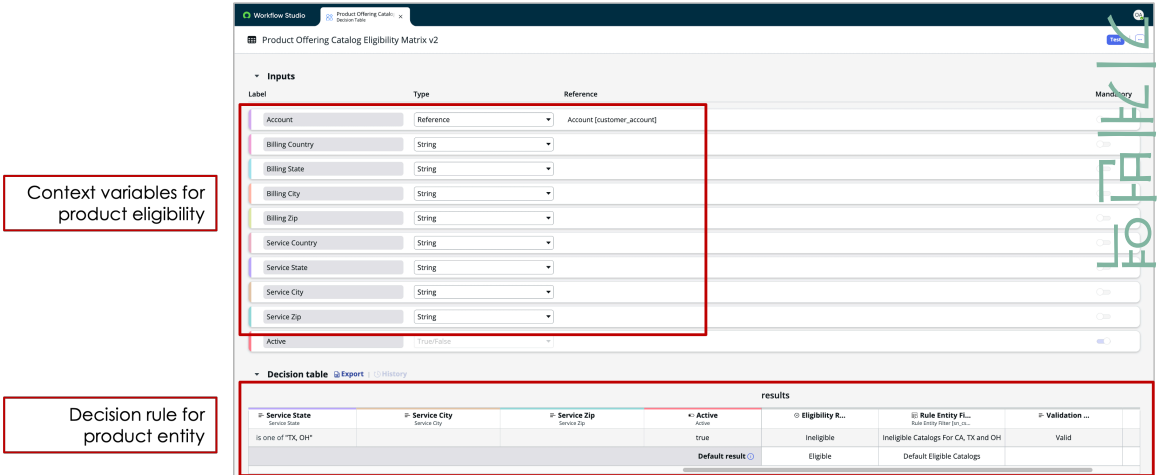 Workflow Studio
Product Offering Catalo
Decision Table
OA
Product Offering Catalog Eligibility Matrix v2
Test
Inputs
Label Type Reference Mandatory
Account Reference Account [customer_account]
Billing Country String
Billing State String
Billing City String
Billing Zip String
Service Country String
Service State String
Service City String
Service Zip String
Active True/False
Context variables for
product eligibility
Decision table Export History
results
Service State Service City Service Zip Active Eligibility R... Rule Entity Fi... Validation ...
Service State Service City Service Zip Active Rule Entity Filter [sn_cs...
is one of "TX, OH" true Ineligible Ineligible Catalogs For CA, TX and OH Valid
Default result Eligible Default Eligible Catalogs
Decision rule for
product entity
기계번역